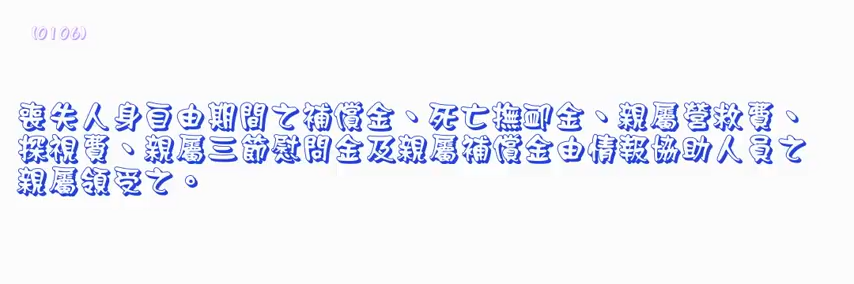 (0106)
喪失人身自由期間之補償金、死亡撫卹金、親屬營救費、
探視費、親屬三節慰問金及親屬補償金由情報協助人員之
親屬領受之。